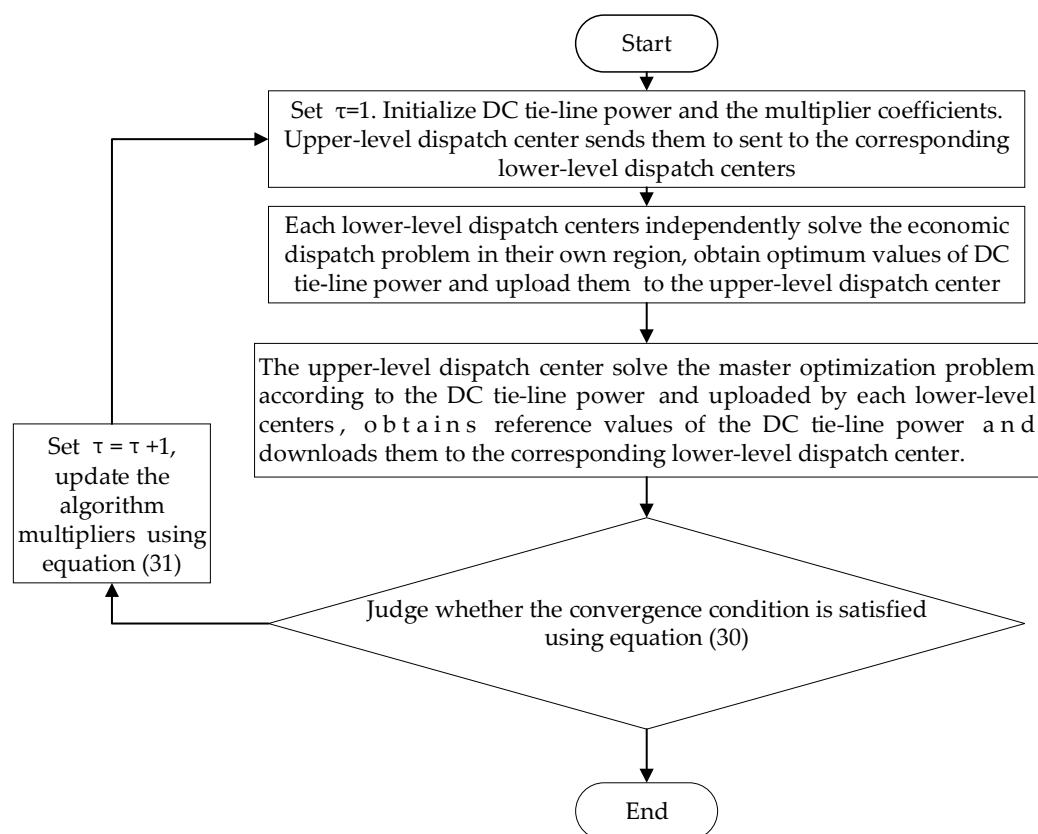 Start
Set τ=1. Initialize DC tie-line power and the multiplier coefficients.
Upper-level dispatch center sends them to sent to the corresponding
lower-level dispatch centers
Each lower-level dispatch centers independently solve the economic
dispatch problem in their own region, obtain optimum values of DC
tie-line power and upload them to the upper-level dispatch center
The upper-level dispatch center solve the master optimization problem
according to the DC tie-line power and uploaded by each lower-level
centers, obtains reference values of the DC tie-line power and
downloads them to the corresponding lower-level dispatch center.
Set τ = τ +1,
update the
algorithm
multipliers using
equation (31)
Judge whether the convergence condition is satisfied
using equation (30)
End